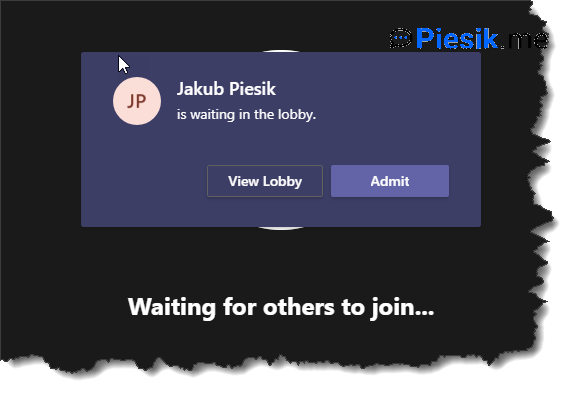 Piesik.me
Jakub Piesik
JP
is waiting in the lobby.
View Lobby
Admit
Waiting for others to join...